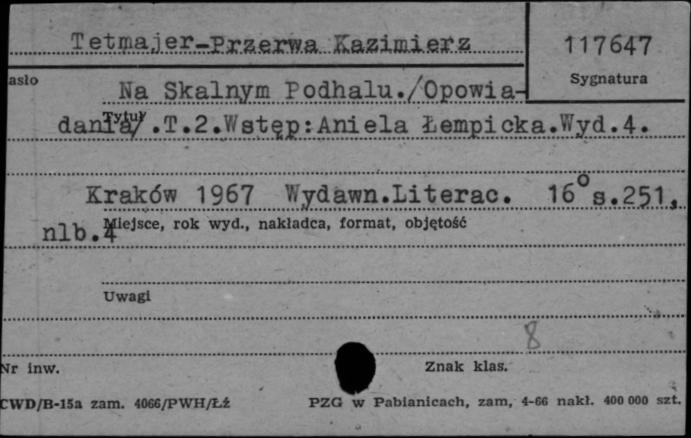 Tetmajer-Przerwa Kazimierz
117647
asło
Sygnatura
Na Skalnym Podhalu./Opowia-
dania/.T.2.Wstęp:Aniela Łempicka.Wyd.4.
Tytuł
Kraków 1967 Wydawn.Literac. 16° s.251,
nlb.4
Miejsce, rok wyd., nakładca, format, objętość
Uwagi
8
Nr inw.
Znak klas.
CWD/B-15a zam. 4066/PWH/Łź
PZG w Pabianicach, zam, 4-66 nakł. 400 000 szt.